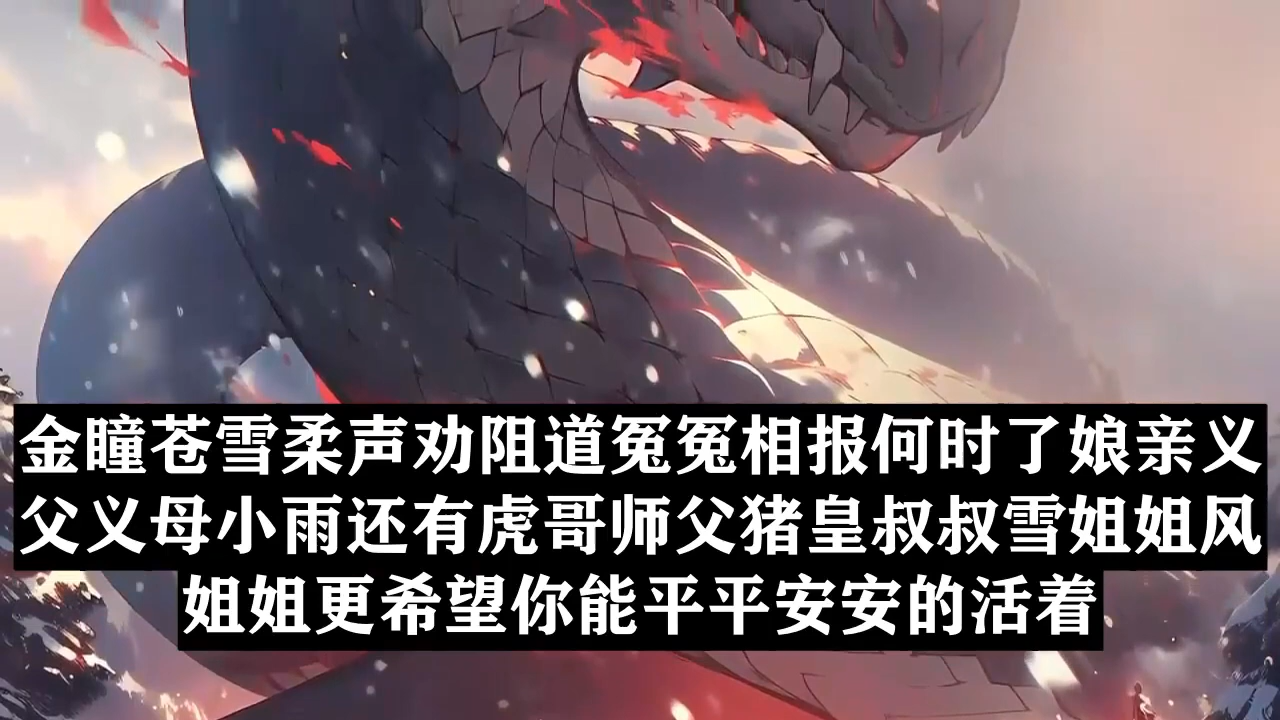 金瞳苍雪柔声劝阻道冤冤相报何时了娘亲义
父义母小雨还有虎哥师父猪皇叔叔雪姐姐风
姐姐更希望你能平平安安的活着